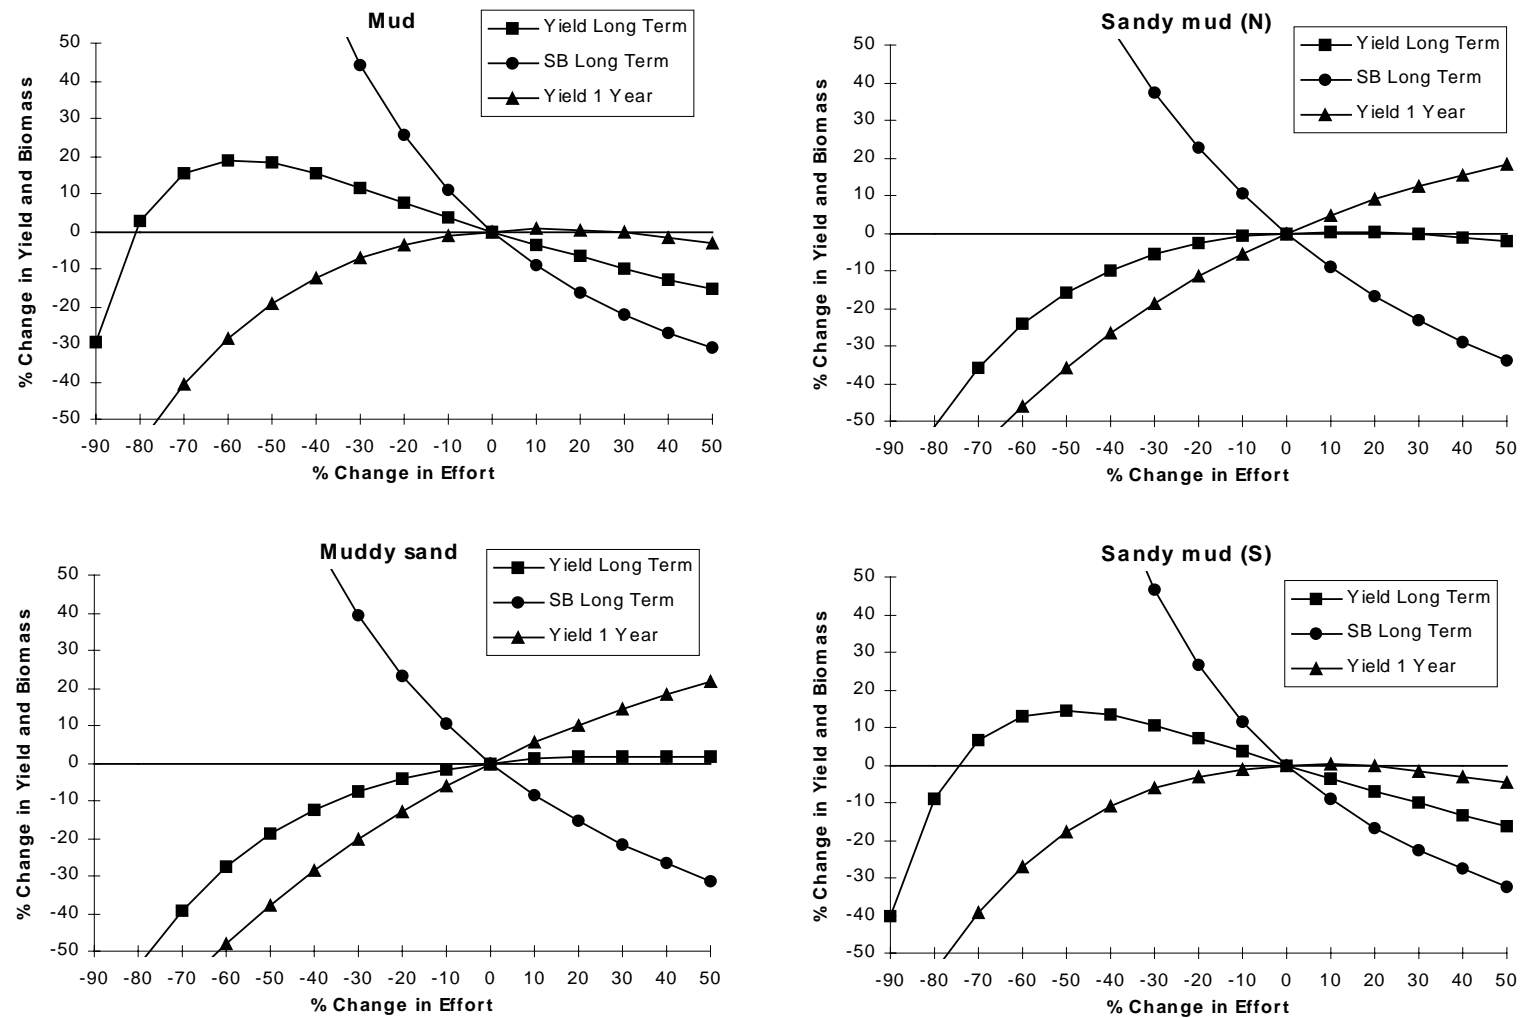 Mud
Yield Long Term
SB Long Term
Yield 1 Year
% Change in Yield and Biomass
50
40
30
20
10
0
-10
-20
-30
-40
-50
-90 -80 -70 -60 -50 -40 -30 -20 -10 0 10 20 30 40 50
% Change in Effort
Sandy mud (N)
Yield Long Term
SB Long Term
Yield 1 Year
% Change in Yield and Biomass
50
40
30
20
10
0
-10
-20
-30
-40
-50
-90 -80 -70 -60 -50 -40 -30 -20 -10 0 10 20 30 40 50
% Change in Effort
Muddy sand
Yield Long Term
SB Long Term
Yield 1 Year
% Change in Yield and Biomass
50
40
30
20
10
0
-10
-20
-30
-40
-50
-90 -80 -70 -60 -50 -40 -30 -20 -10 0 10 20 30 40 50
% Change in Effort
Sandy mud (S)
Yield Long Term
SB Long Term
Yield 1 Year
% Change in Yield and Biomass
50
40
30
20
10
0
-10
-20
-30
-40
-50
-90 -80 -70 -60 -50 -40 -30 -20 -10 0 10 20 30 40 50
% Change in Effort